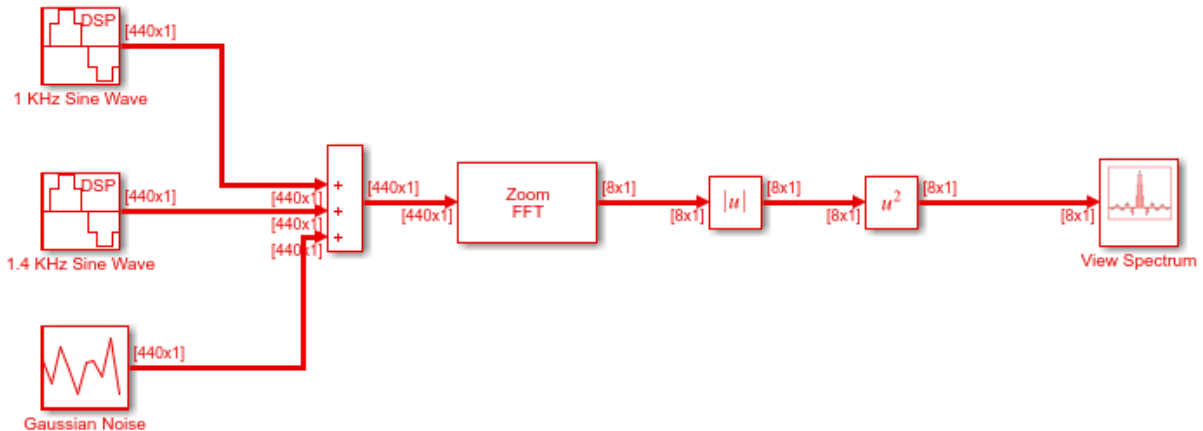 DSP
[440x1]
1 KHz Sine Wave
DSP
[440x1]
1.4 KHz Sine Wave
[440x1]
Gaussian Noise
+
+
+
[440x1]
[440x1]
[440x1]
[440x1]
[440x1]
Zoom
FFT
[8x1]
[8x1]
|u|
[8x1]
[8x1]
u²
[8x1]
[8x1]
View Spectrum